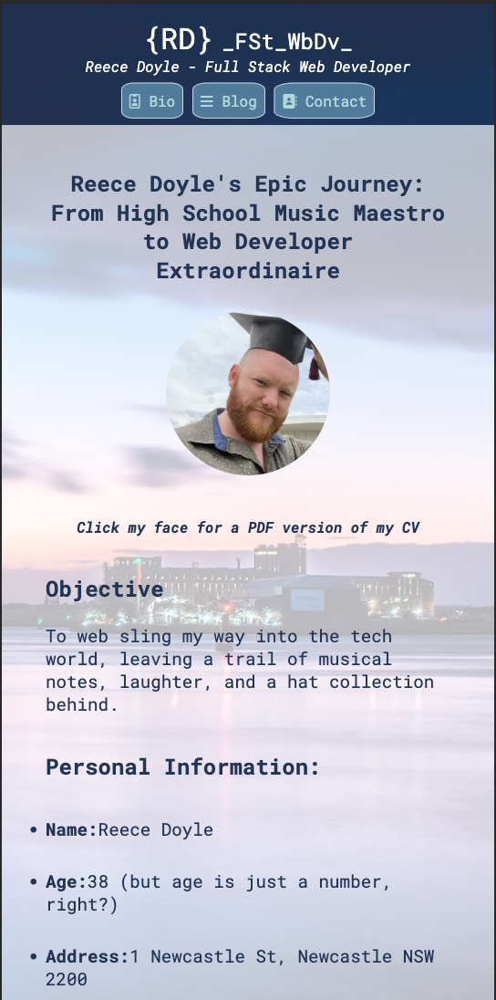 {RD} _FSt_WbDv_
Reece Doyle - Full Stack Web Developer
Bio Blog Contact
Reece Doyle's Epic Journey:
From High School Music Maestro
to Web Developer
Extraordinaire
Click my face for a PDF version of my CV
Objective
To web sling my way into the tech
world, leaving a trail of musical
notes, laughter, and a hat collection
behind.
Personal Information:
• Name:Reece Doyle
• Age:38 (but age is just a number,
right?)
• Address:1 Newcastle St, Newcastle NSW
2200